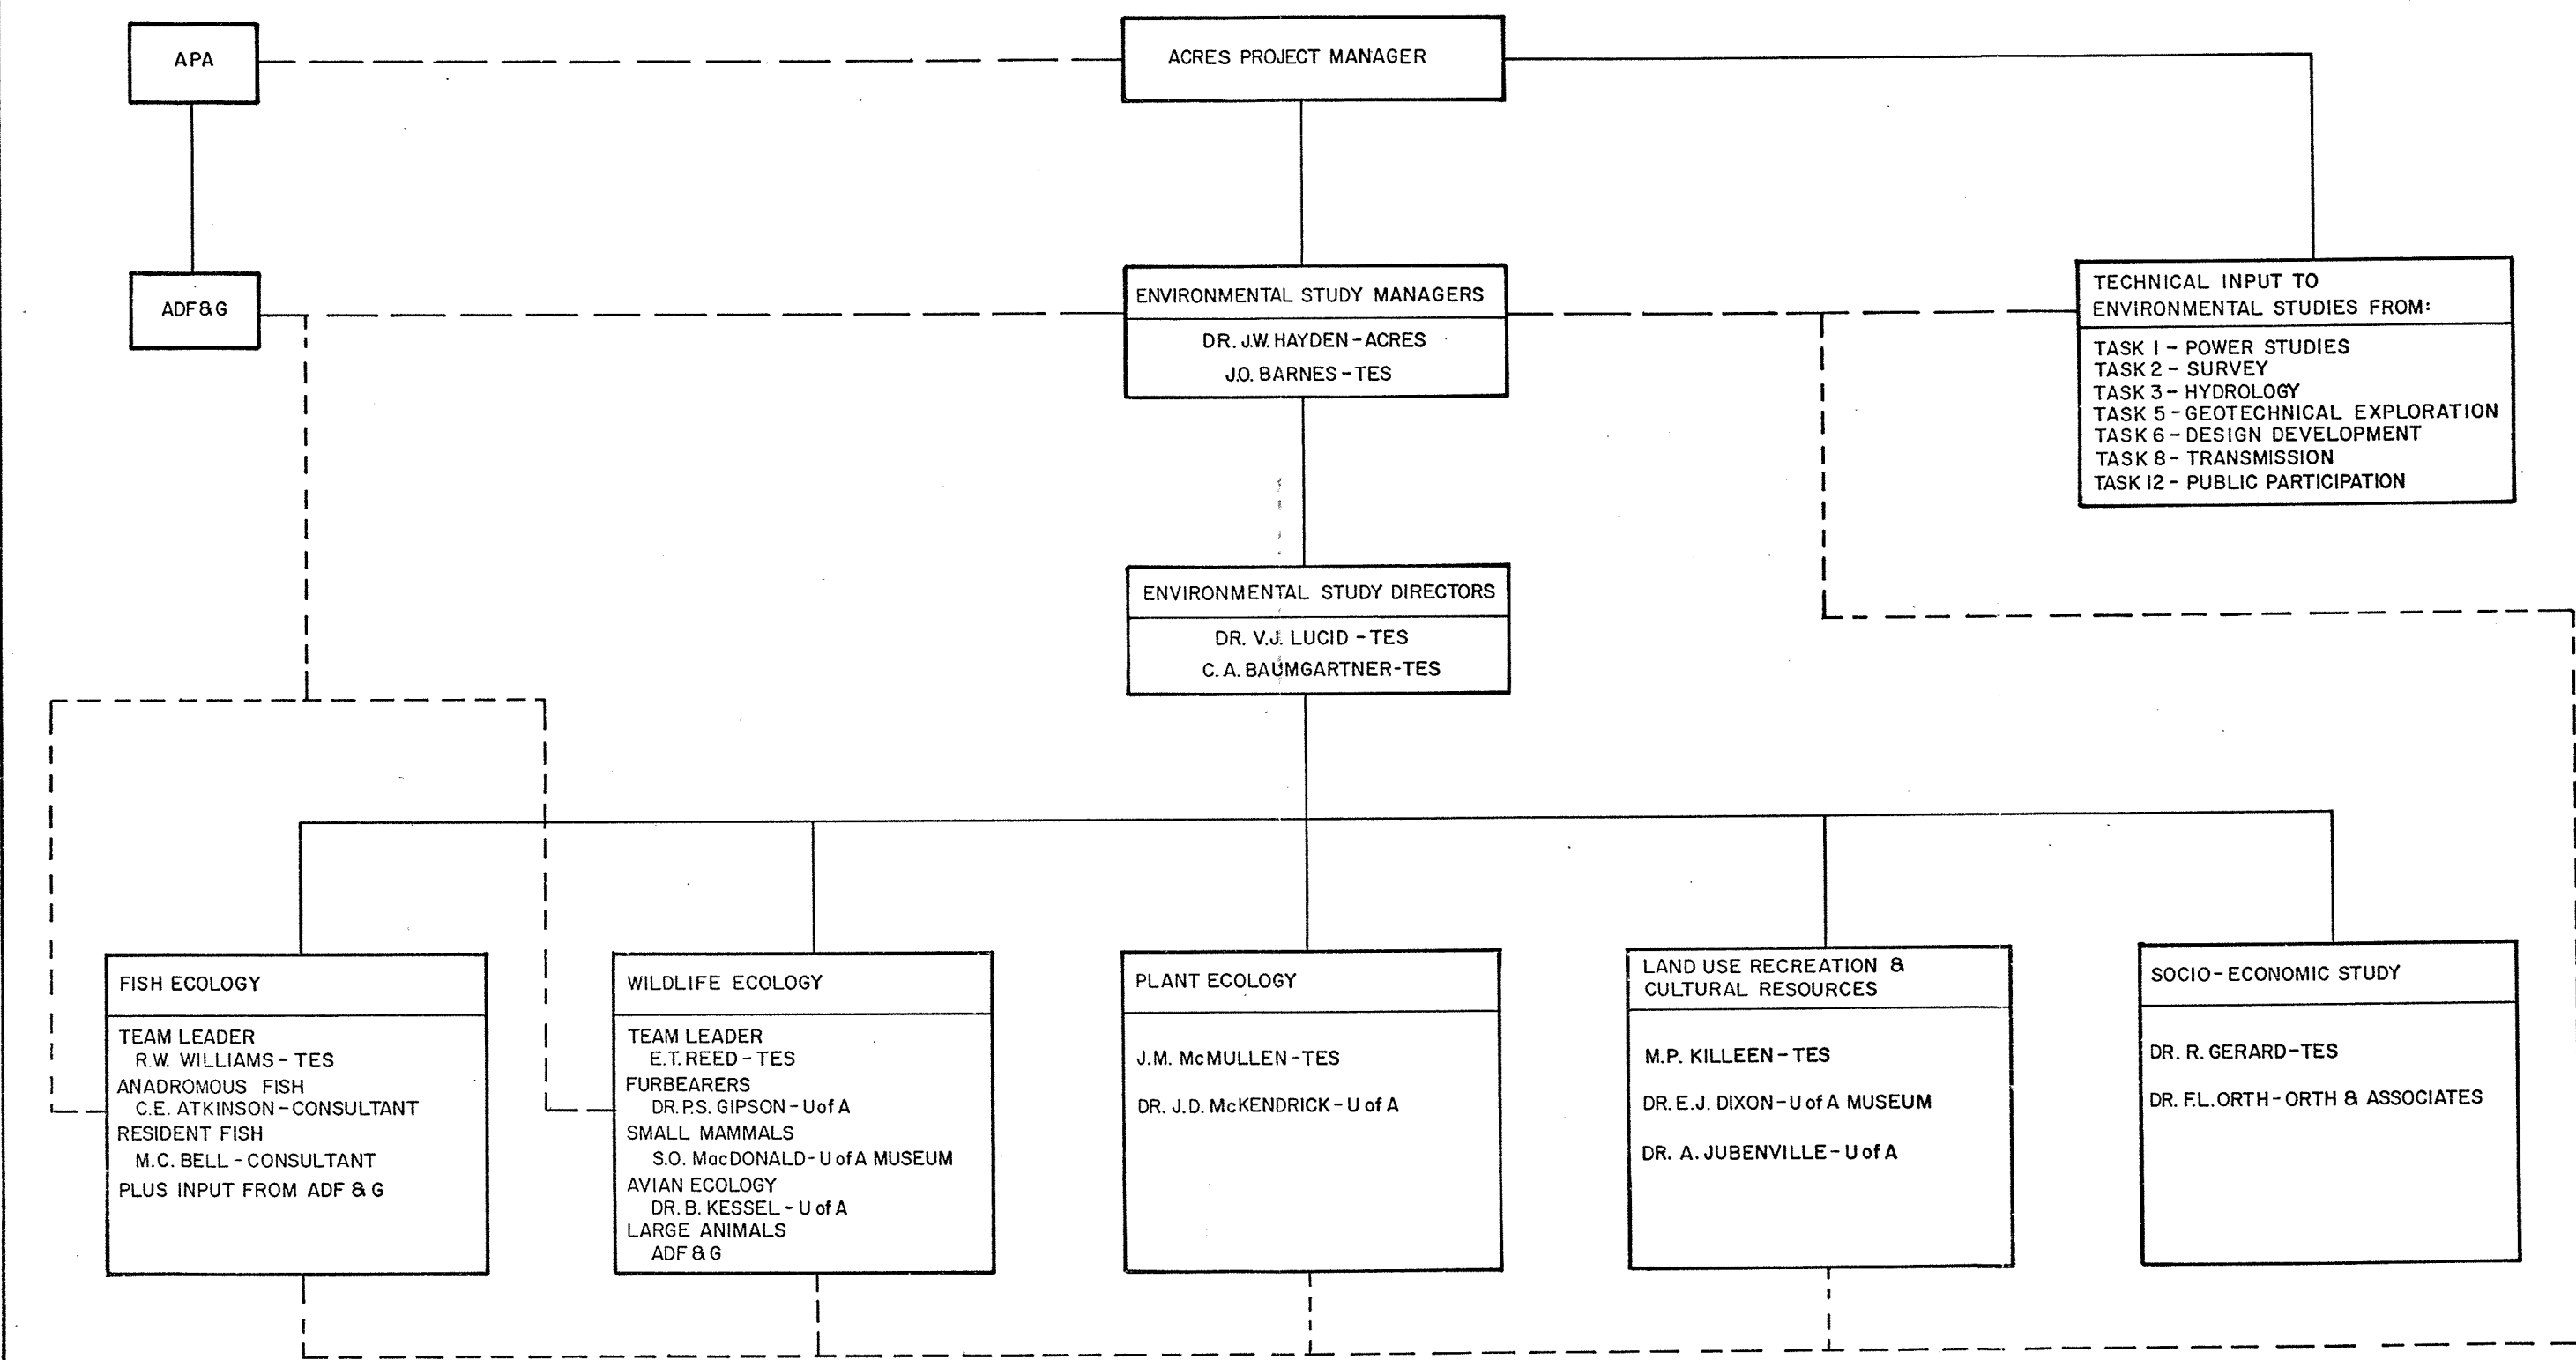 APA
ACRES PROJECT MANAGER
ADF&G
ENVIRONMENTAL STUDY MANAGERS
DR. J.W. HAYDEN-ACRES
J.O. BARNES-TES
TECHNICAL INPUT TO
ENVIRONMENTAL STUDIES FROM:
TASK 1 - POWER STUDIES
TASK 2 - SURVEY
TASK 3 - HYDROLOGY
TASK 5 - GEOTECHNICAL EXPLORATION
TASK 6 - DESIGN DEVELOPMENT
TASK 8 - TRANSMISSION
TASK 12 - PUBLIC PARTICIPATION
ENVIRONMENTAL STUDY DIRECTORS
DR. V.J. LUCID - TES
C.A. BAUMGARTNER-TES
FISH ECOLOGY
TEAM LEADER
R.W. WILLIAMS - TES
ANADROMOUS FISH
C.E. ATKINSON - CONSULTANT
RESIDENT FISH
M.C. BELL - CONSULTANT
PLUS INPUT FROM ADF & G
WILDLIFE ECOLOGY
TEAM LEADER
E.T. REED - TES
FURBEARERS
DR. P.S. GIPSON - U of A
SMALL MAMMALS
S.O. MacDONALD - U of A MUSEUM
AVIAN ECOLOGY
DR. B. KESSEL - U of A
LARGE ANIMALS
ADF & G
PLANT ECOLOGY
J.M. McMULLEN - TES
DR. J.D. McKENDRICK - U of A
LAND USE RECREATION &
CULTURAL RESOURCES
M.P. KILLEEN - TES
DR. E.J. DIXON - U of A MUSEUM
DR. A. JUBENVILLE - U of A
SOCIO-ECONOMIC STUDY
DR. R. GERARD-TES
DR. F.L. ORTH - ORTH & ASSOCIATES